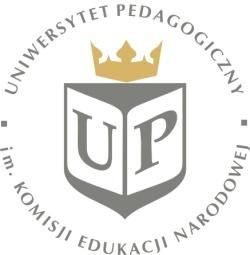 UNIWERSYTET PEDAGOGICZNY
UP
im. KOMISJI EDUKACJI NARODOWEJ